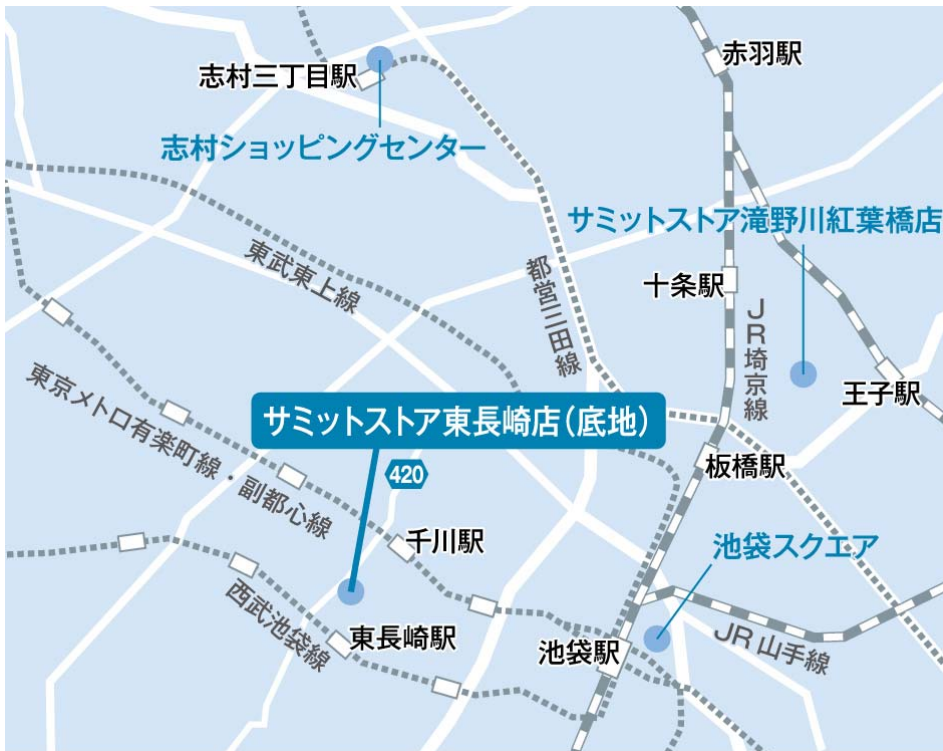 赤羽駅
志村三丁目駅
志村ショッピングセンター
サミットストア滝野川紅葉橋店
東武東上線
都営三田線
十条駅
JR埼京線
王子駅
東京メトロ有楽町線・副都心線
サミットストア東長崎店（底地）
420
板橋駅
千川駅
池袋スクエア
西武池袋線
東長崎駅
池袋駅
JR山手線